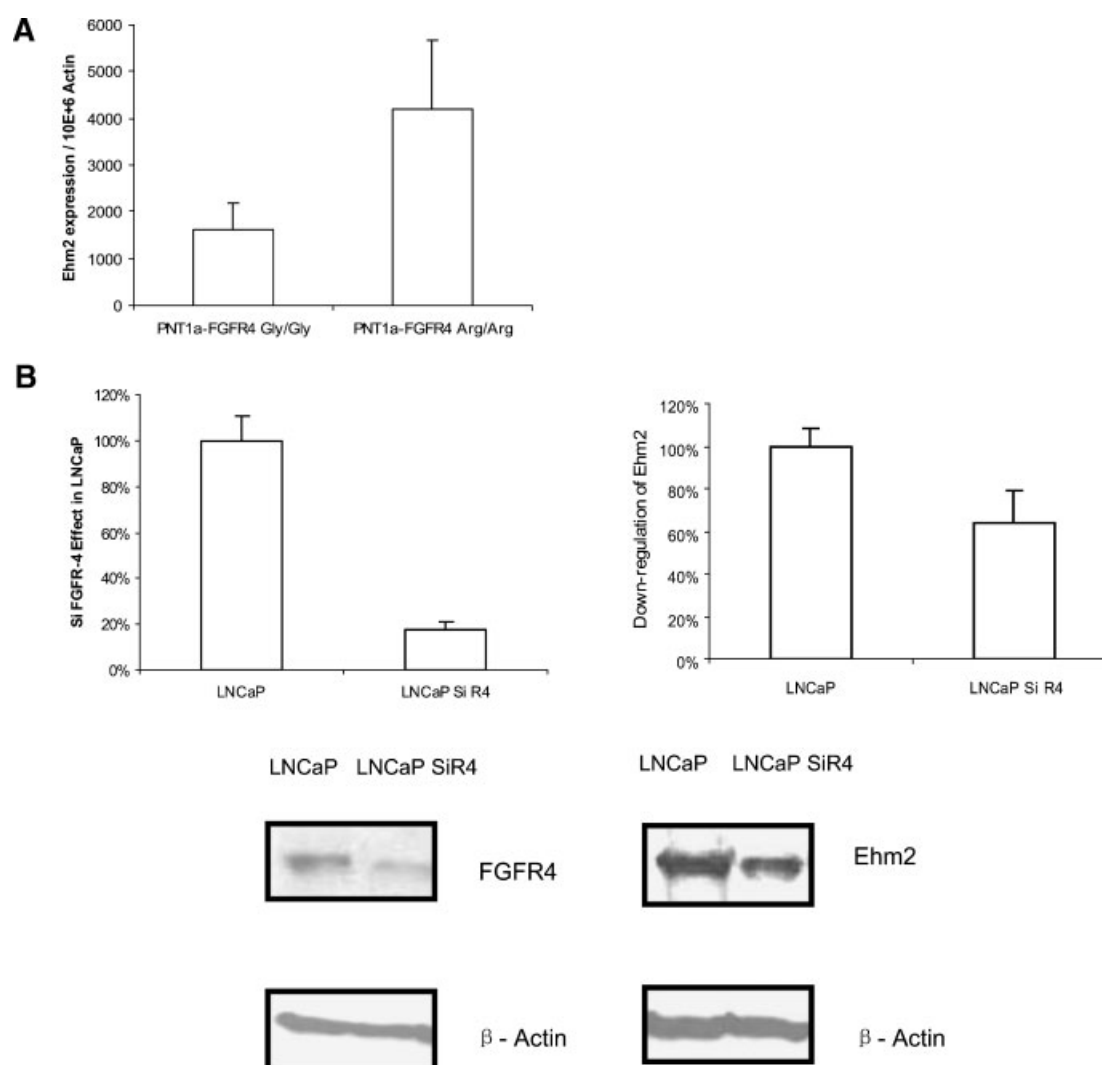 A
Ehm2 expression / 10E+6 Actin
6000
5000
4000
3000
2000
1000
0
PNT1a-FGFR4 Gly/Gly
PNT1a-FGFR4 Arg/Arg
B
Si FGFR-4 Effect in LNCaP
120%
100%
80%
60%
40%
20%
0%
LNCaP
LNCaP Si R4
Down-regulation of Ehm2
120%
100%
80%
60%
40%
20%
0%
LNCaP
LNCaP Si R4
LNCaP LNCaP SiR4
FGFR4
β - Actin
LNCaP LNCaP SiR4
Ehm2
β - Actin